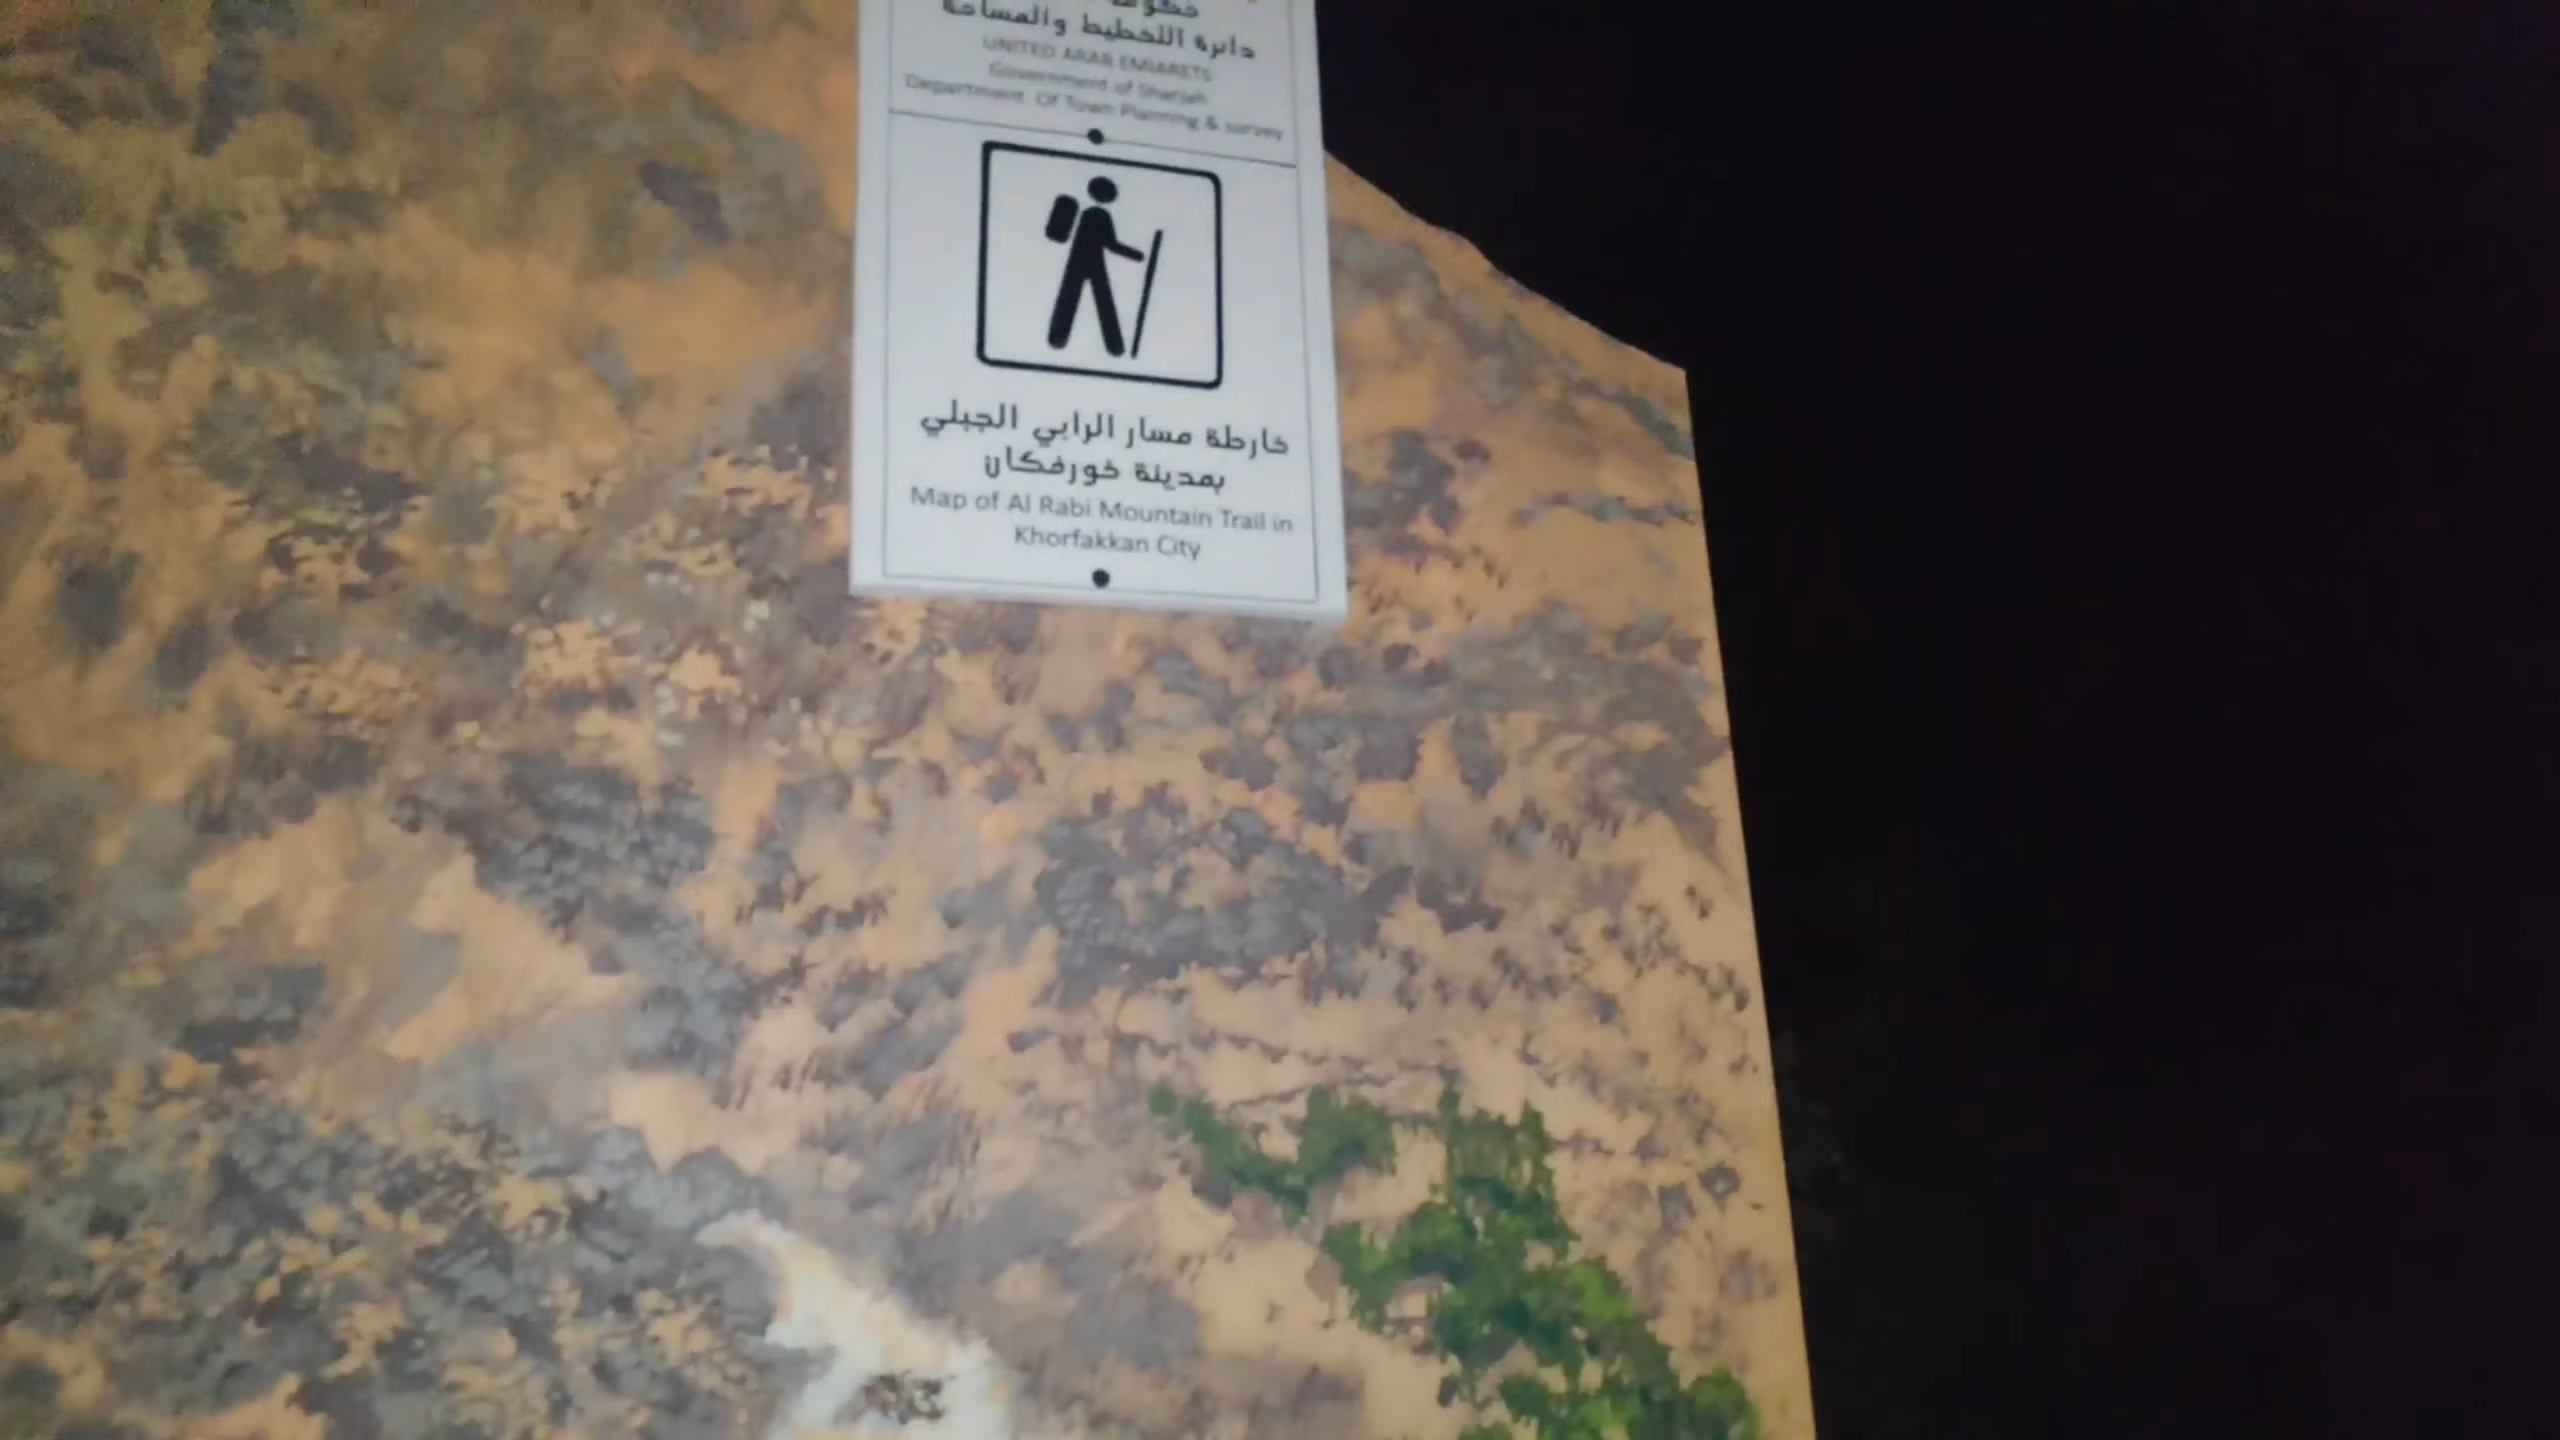 دائرة التخطيط والمساحة
UNITED ARAB EMIARETS
Government of Sharjah
Department Of Town Planning & survey
خارطة مسار الرابي الجبلي
بمدينة خورفكان
Map of Al Rabi Mountain Trail in
Khorfakkan City